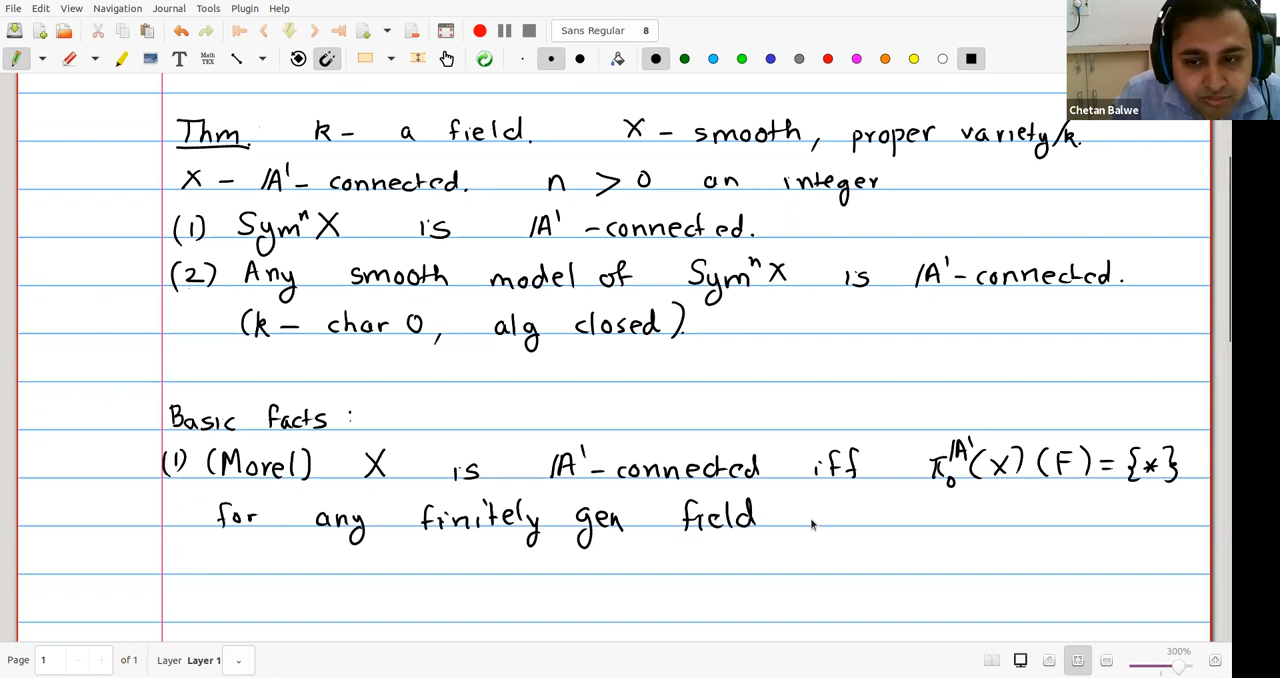 File Edit View Navigation Journal Tools Plugin Help
Sans Regular 8
Chetan Balwe
Thm. k - a field. X - smooth, proper variety/k.
X - 𝔸¹- connected. n > 0 an integer
(1) Symⁿ X is 𝔸¹ -connected.
(2) Any smooth model of Symⁿ X is 𝔸¹-connected.
(k - char 0, alg closed).
Basic facts :
(1) (Morel) X is 𝔸¹-connected iff π₀^𝔸¹(X)(F) = {*}
for any finitely gen field
Page 1 of 1 Layer Layer 1 300%